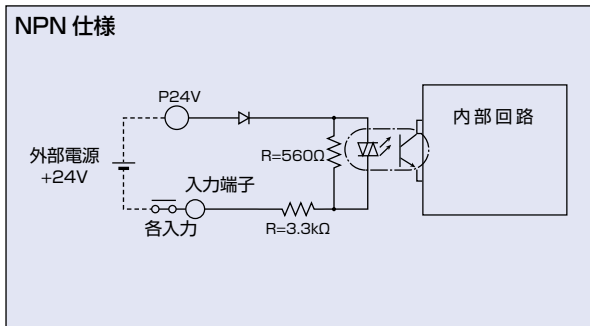 NPN 仕様
P24V
内部回路
外部電源
+24V
R=560Ω
入力端子
各入力
R=3.3kΩ